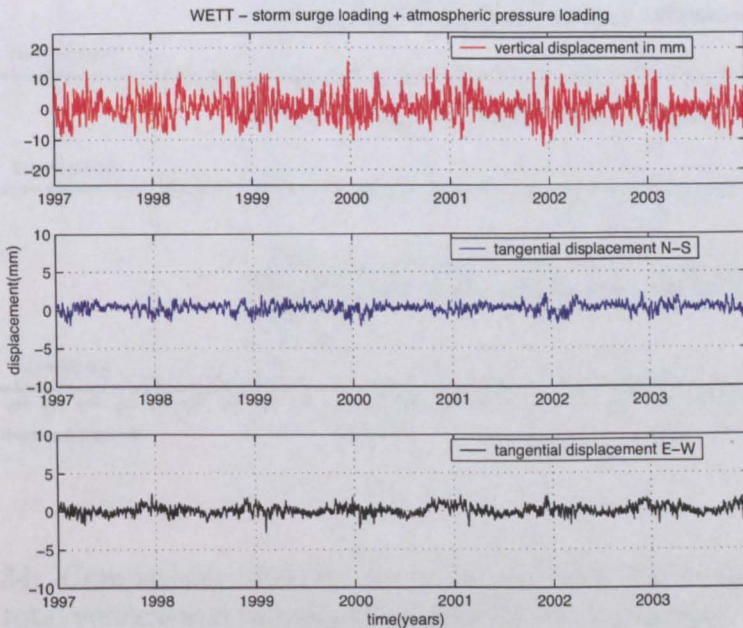 WETT – storm surge loading + atmospheric pressure loading
vertical displacement in mm
20
10
0
−10
−20
1997 1998 1999 2000 2001 2002 2003
tangential displacement N−S
10
5
0
−5
−10
displacement(mm)
1997 1998 1999 2000 2001 2002 2003
tangential displacement E−W
10
5
0
−5
−10
1997 1998 1999 2000 2001 2002 2003
time(years)